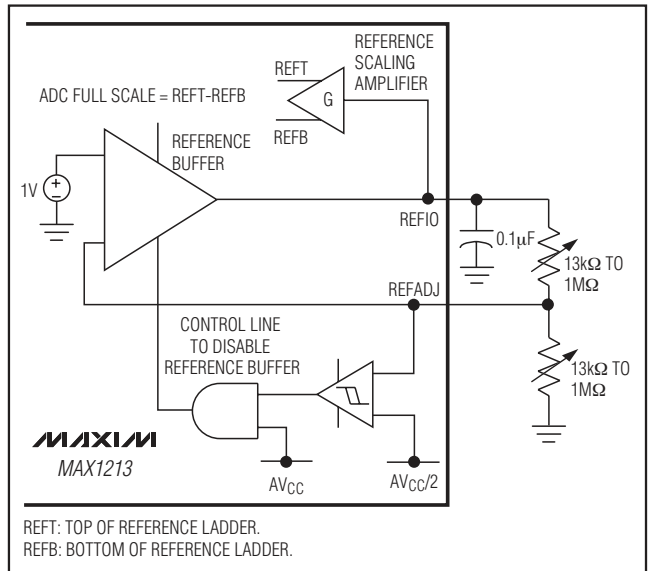 REFERENCE
SCALING
AMPLIFIER
REFT
G
REFB
ADC FULL SCALE = REFT-REFB
REFERENCE
BUFFER
1V
REFIO
0.1µF
13kΩ TO
1MΩ
REFADJ
CONTROL LINE
TO DISABLE
REFERENCE BUFFER
13kΩ TO
1MΩ
MAXIM
MAX1213
AVCC
AVCC/2
REFT: TOP OF REFERENCE LADDER.
REFB: BOTTOM OF REFERENCE LADDER.